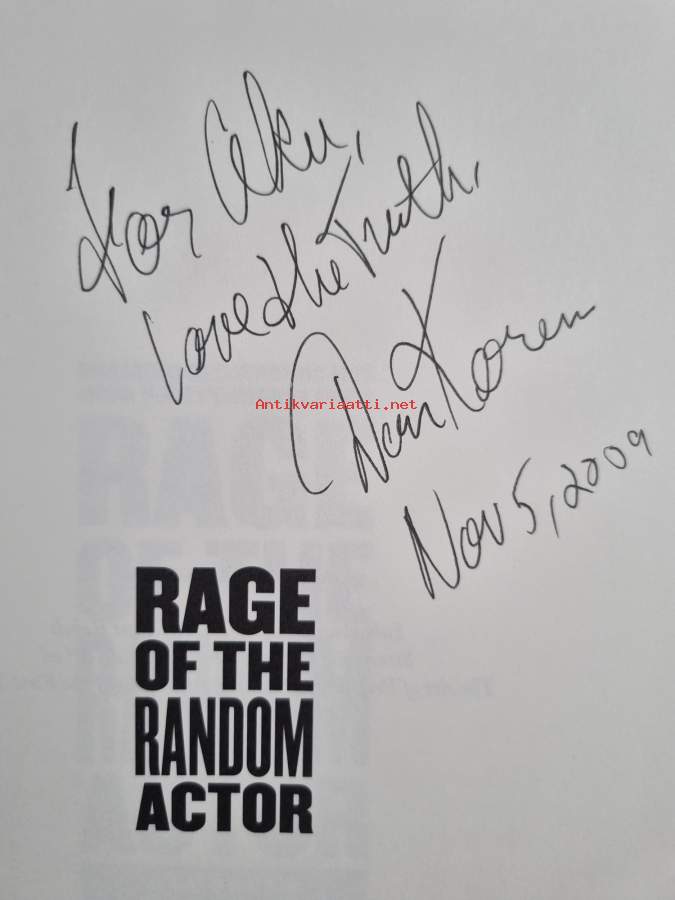 For Aku,
Love the Truth,
Dan Koren
Antikvariaatti.net
Nov 5, 2009
RAGE
OF THE
RANDOM
ACTOR